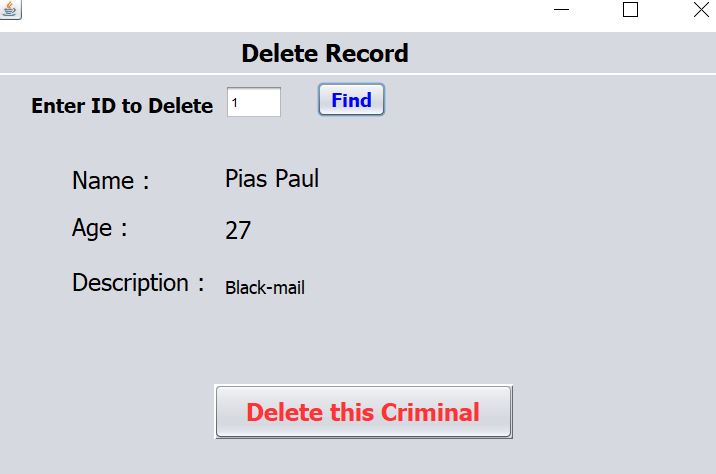 Delete Record
Enter ID to Delete 1 Find
Name : Pias Paul
Age : 27
Description : Black-mail
Delete this Criminal